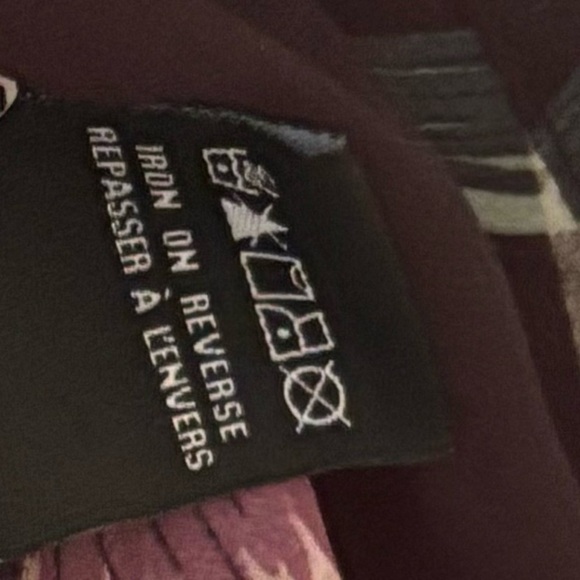 IRON ON REVERSE
REPASSER À L'ENVERS